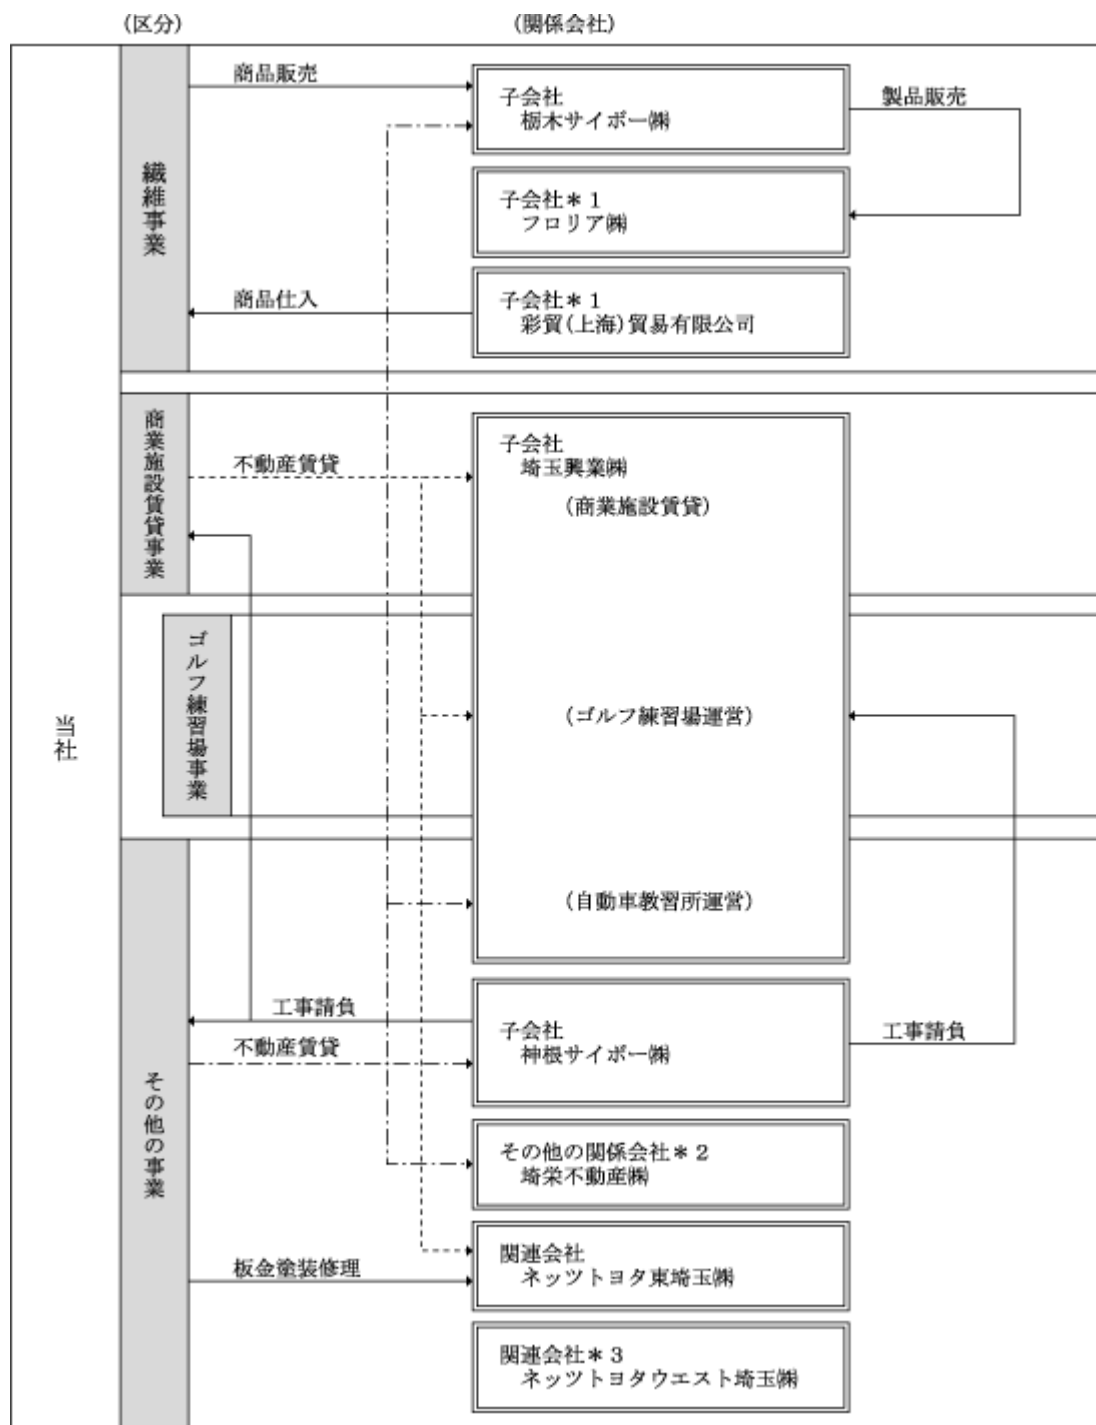 (区分)
(関係会社)
当社
繊維事業
商品販売
子会社
栃木サイボー㈱
製品販売
子会社＊1
フロリア㈱
商品仕入
子会社＊1
彩貿(上海)貿易有限公司
商業施設賃貸事業
不動産賃貸
子会社
埼玉興業㈱
(商業施設賃貸)
ゴルフ練習場事業
(ゴルフ練習場運営)
(自動車教習所運営)
その他の事業
工事請負
不動産賃貸
子会社
神根サイボー㈱
工事請負
その他の関係会社＊2
埼栄不動産㈱
板金塗装修理
関連会社
ネッツトヨタ東埼玉㈱
関連会社＊3
ネッツトヨタウエスト埼玉㈱